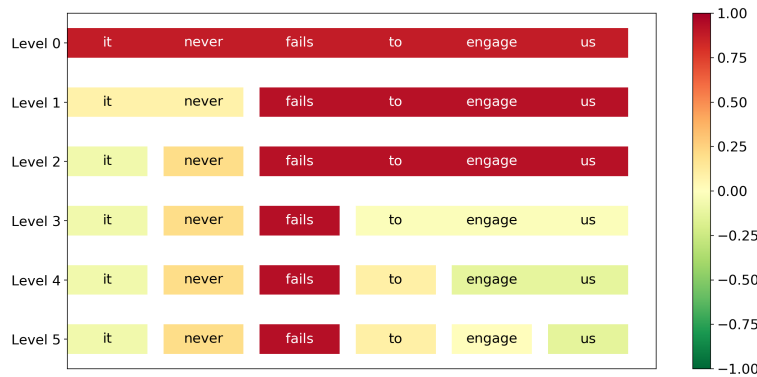 Level 0 it never fails to engage us
Level 1 it never fails to engage us
Level 2 it never fails to engage us
Level 3 it never fails to engage us
Level 4 it never fails to engage us
Level 5 it never fails to engage us
1.00
0.75
0.50
0.25
0.00
−0.25
−0.50
−0.75
−1.00